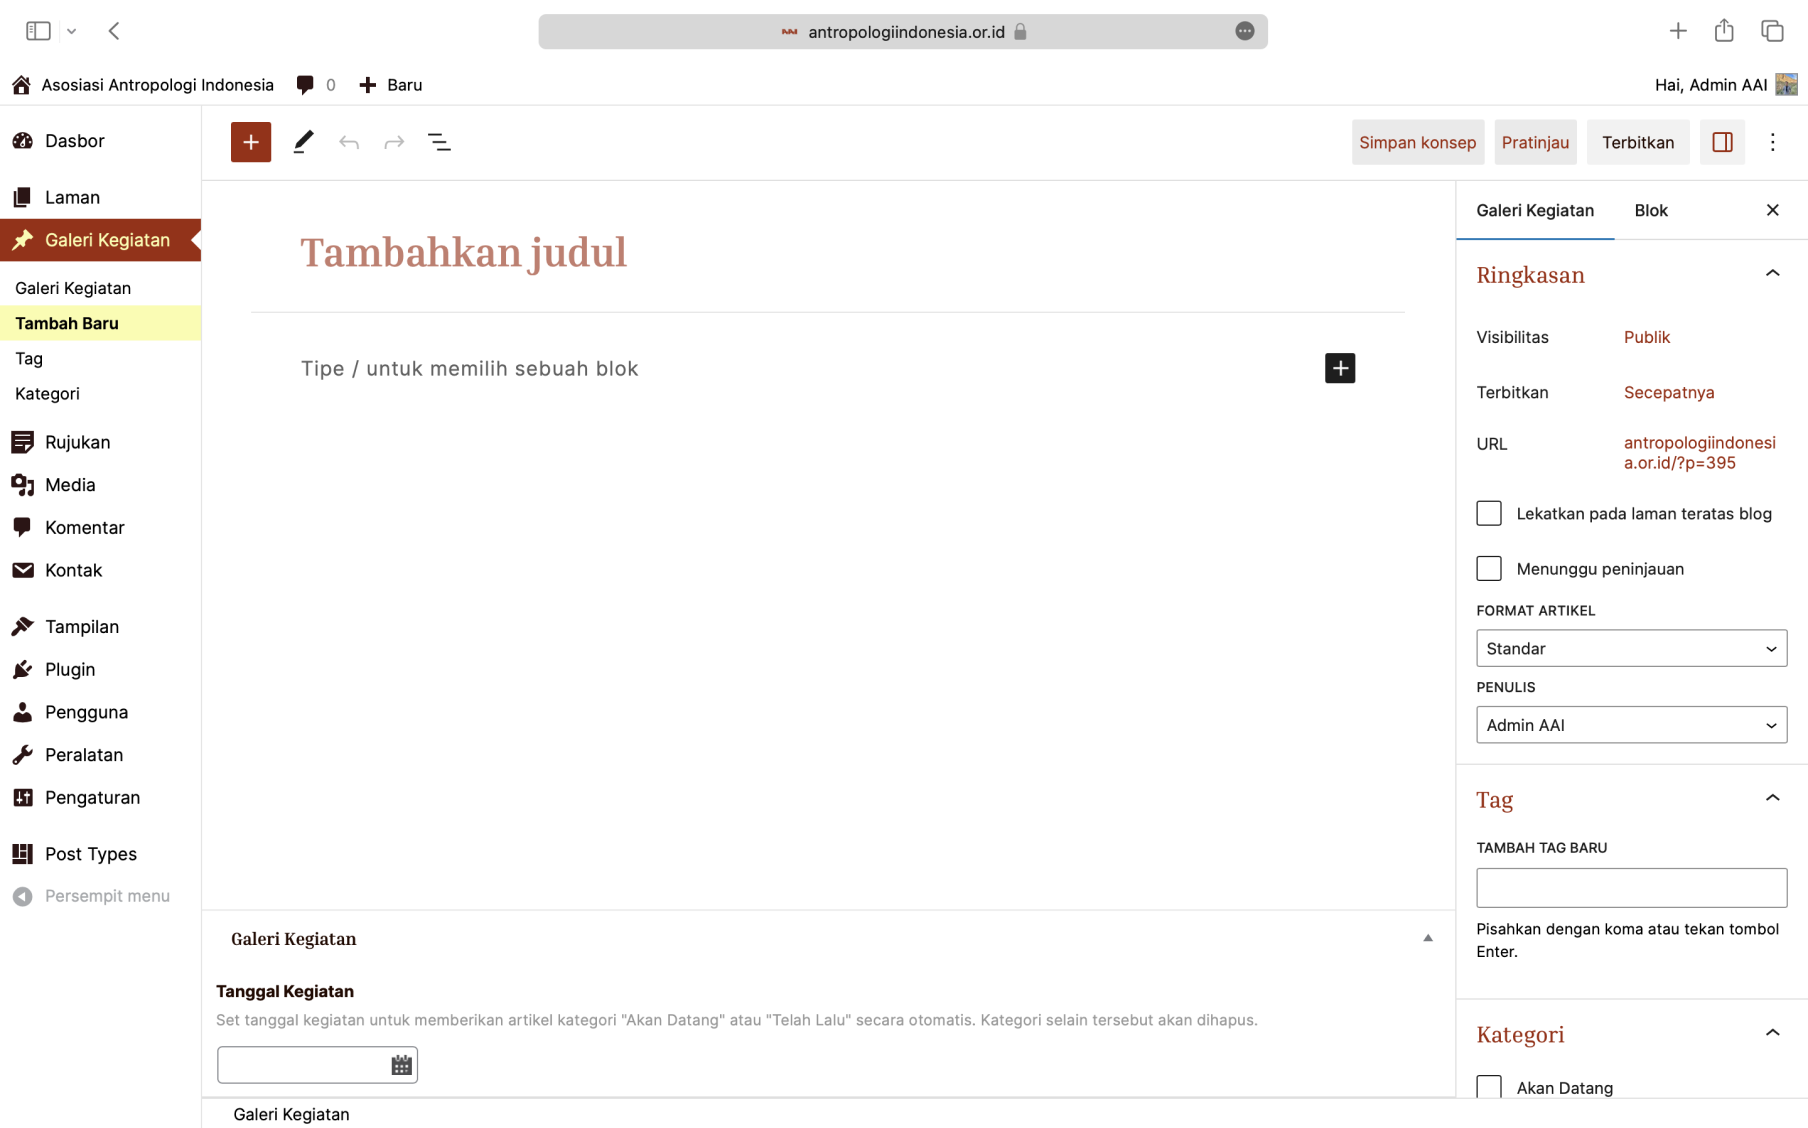 antropologiindonesia.or.id
Asosiasi Antropologi Indonesia
0
Baru
Hai, Admin AAI
Dasbor
Laman
Galeri Kegiatan
Galeri Kegiatan
Tambah Baru
Tag
Kategori
Rujukan
Media
Komentar
Kontak
Tampilan
Plugin
Pengguna
Peralatan
Pengaturan
Post Types
Persempit menu
Simpan konsep
Pratinjau
Terbitkan
Tambahkan judul
Tipe / untuk memilih sebuah blok
Galeri Kegiatan
Tanggal Kegiatan
Set tanggal kegiatan untuk memberikan artikel kategori "Akan Datang" atau "Telah Lalu" secara otomatis. Kategori selain tersebut akan dihapus.
Galeri Kegiatan
Galeri Kegiatan
Blok
Ringkasan
Visibilitas
Publik
Terbitkan
Secepatnya
URL
antropologiindonesi
a.or.id/?p=395
Lekatkan pada laman teratas blog
Menunggu peninjauan
FORMAT ARTIKEL
Standar
PENULIS
Admin AAI
Tag
TAMBAH TAG BARU
Pisahkan dengan koma atau tekan tombol
Enter.
Kategori
Akan Datang